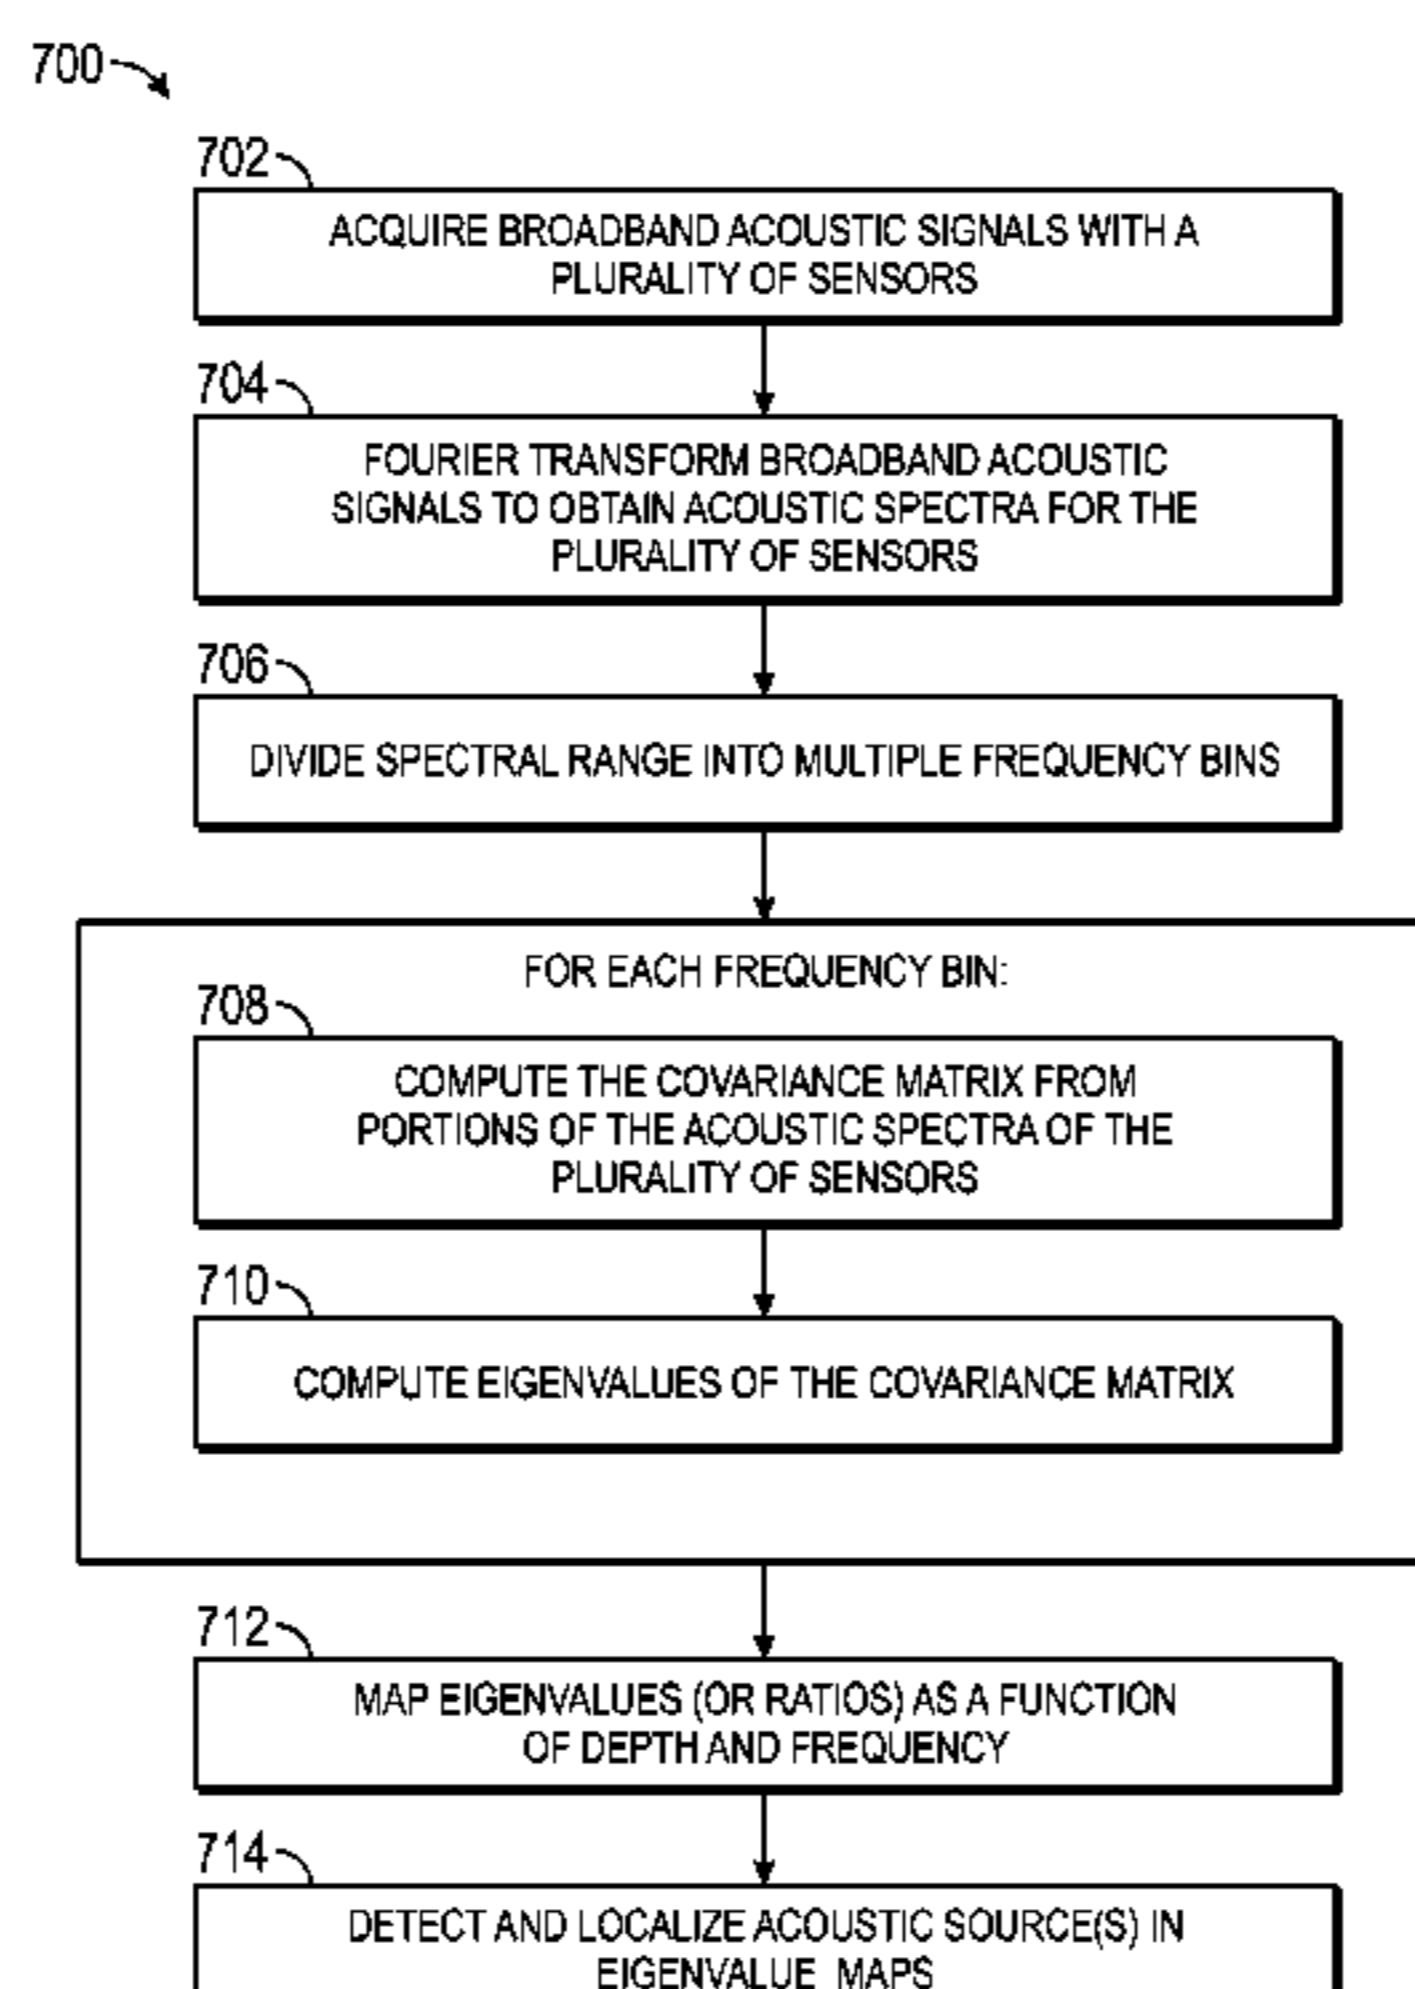 700
702
ACQUIRE BROADBAND ACOUSTIC SIGNALS WITH A
PLURALITY OF SENSORS
704
FOURIER TRANSFORM BROADBAND ACOUSTIC
SIGNALS TO OBTAIN ACOUSTIC SPECTRA FOR THE
PLURALITY OF SENSORS
706
DIVIDE SPECTRAL RANGE INTO MULTIPLE FREQUENCY BINS
FOR EACH FREQUENCY BIN:
708
COMPUTE THE COVARIANCE MATRIX FROM
PORTIONS OF THE ACOUSTIC SPECTRA OF THE
PLURALITY OF SENSORS
710
COMPUTE EIGENVALUES OF THE COVARIANCE MATRIX
712
MAP EIGENVALUES (OR RATIOS) AS A FUNCTION
OF DEPTH AND FREQUENCY
714
DETECT AND LOCALIZE ACOUSTIC SOURCE(S) IN
EIGENVALUE MAPS